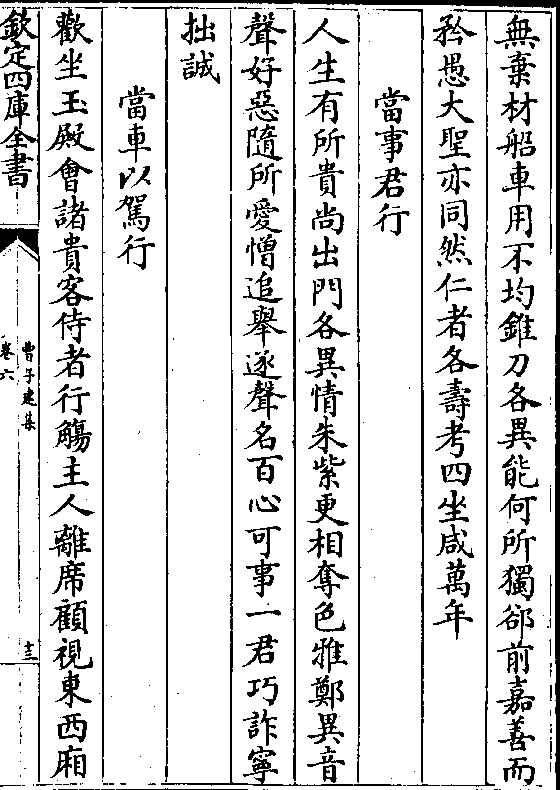 無棄材船車用不均錐刀各異能何所獨郤前嘉善而
矜愚大聖亦同然仁者各壽考四坐咸萬年
當事君行
人生有所貴尚出門各異情朱紫更相奪色雅鄭異音
聲好惡隨所愛憎追舉逐聲名百心可事一君巧詐寧
拙誠
當車以駕行
歡坐玉殿會諸貴客侍者行觴主人離席顧視東西廂
欽定四庫全書
曹子建集
卷六
十三